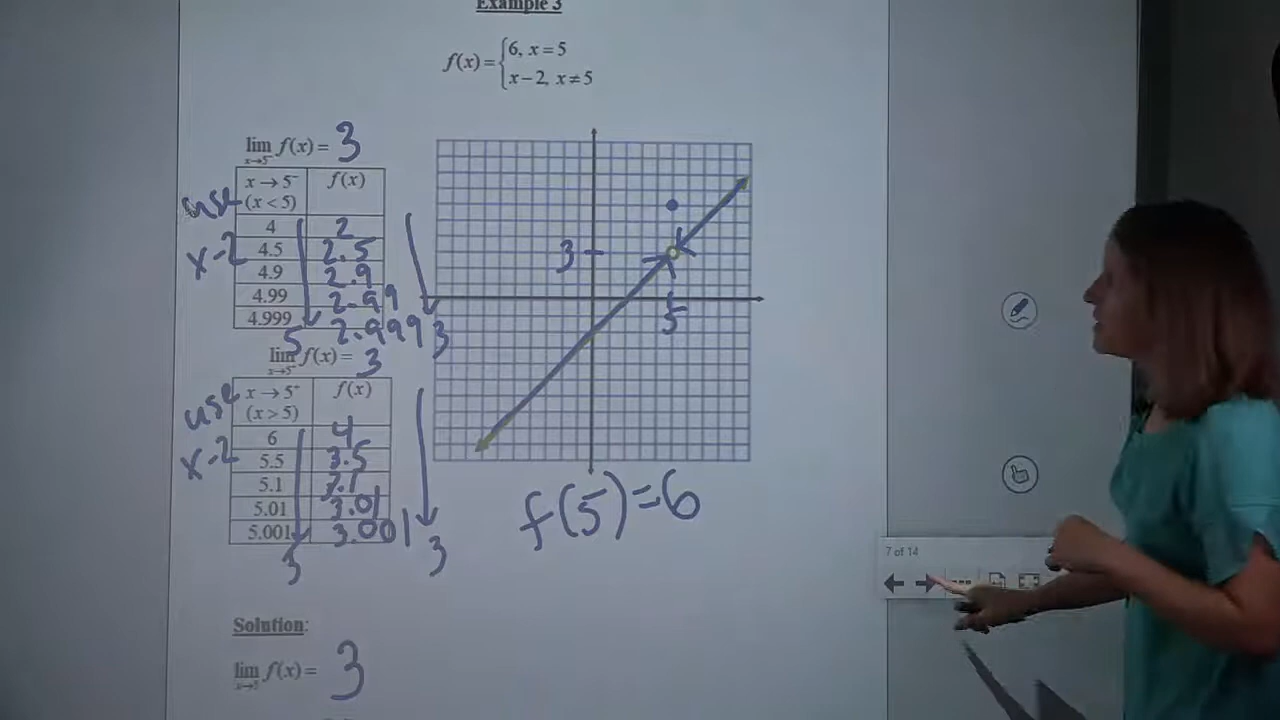 Example 3
f(x) = { 6, x = 5
x − 2, x ≠ 5
lim f(x) = 3
x→5⁻
x → 5⁻ f(x)
use (x < 5)
x-2
4 2
4.5 2.5
4.9 2.9
4.99 2.99
4.999 2.999
5 3
lim f(x) = 3
x → 5⁺ f(x)
use (x > 5)
x-2
6 4
5.5 3.5
5.1 3.1
5.01 3.01
5.001 3.001
3
3
5
f(5)=6
7 of 14
Solution:
lim f(x) = 3
x→5